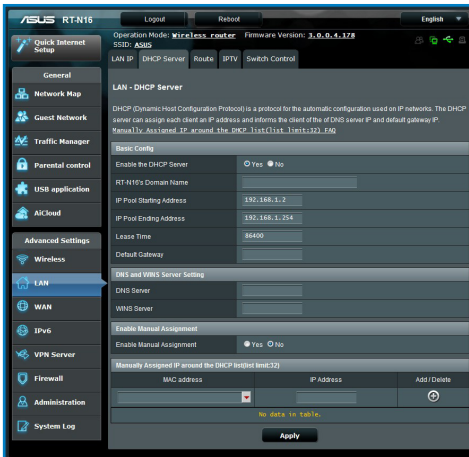 ASUS RT-N16
Logout
Reboot
English
Quick Internet Setup
Operation Mode: Wireless router Firmware Version: 3.0.0.4.178
SSID: ASUS
LAN IP DHCP Server Route IPTV Switch Control
General
Network Map
Guest Network
Traffic Manager
Parental control
USB application
AiCloud
Advanced Settings
Wireless
LAN
WAN
IPv6
VPN Server
Firewall
Administration
System Log
LAN - DHCP Server
DHCP (Dynamic Host Configuration Protocol) is a protocol for the automatic configuration used on IP networks. The DHCP
server can assign each client an IP address and informs the client of the of DNS server IP and default gateway IP.
Manually Assigned IP around the DHCP list(list limit:32) FAQ
Basic Config
Enable the DHCP Server Yes No
RT-N16's Domain Name
IP Pool Starting Address 192.168.1.2
IP Pool Ending Address 192.168.1.254
Lease Time 86400
Default Gateway
DNS and WINS Server Setting
DNS Server
WINS Server
Enable Manual Assignment
Enable Manual Assignment Yes No
Manually Assigned IP around the DHCP list(list limit:32)
MAC address IP Address Add / Delete
No data in table.
Apply